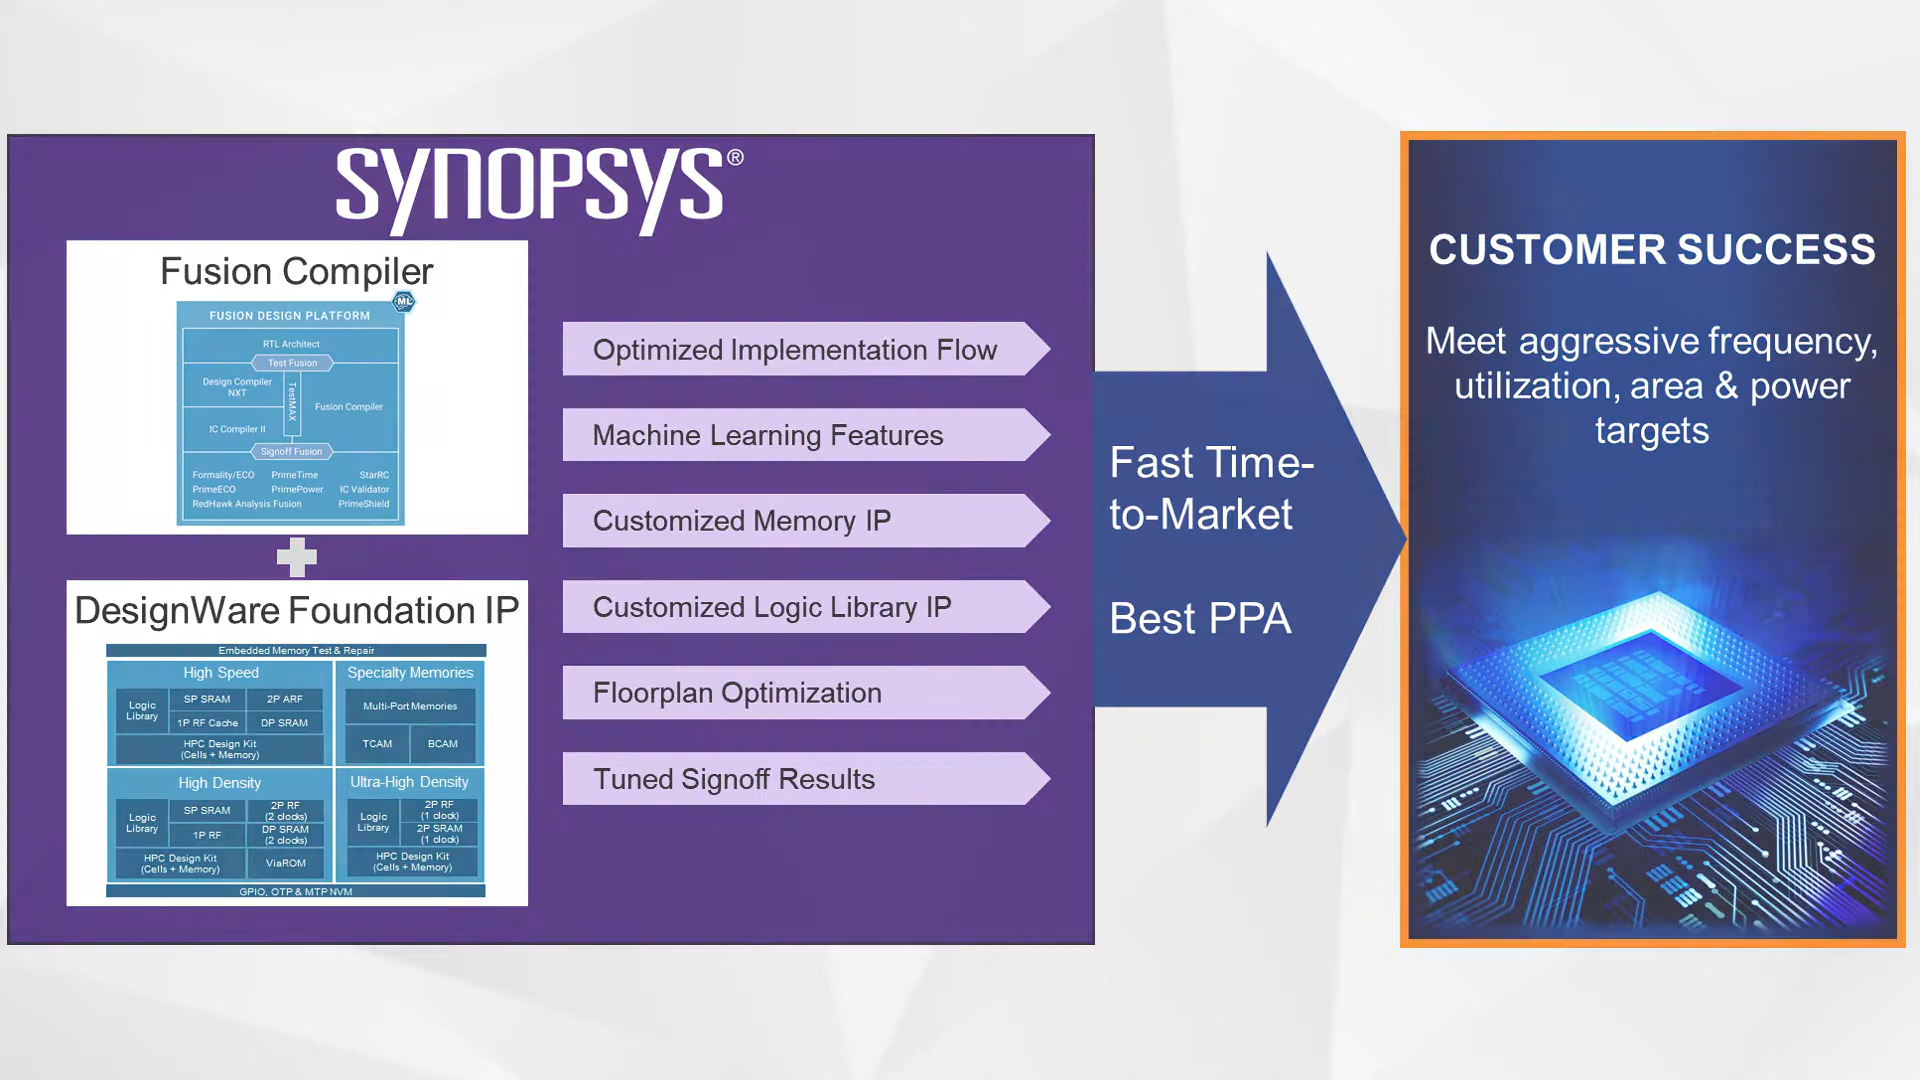 SYNOPSYS®
Fusion Compiler
ML
FUSION DESIGN PLATFORM
RTL Architect
Test Fusion
Design Compiler
NXT
TestMAX
Fusion Compiler
IC Compiler II
Signoff Fusion
Formality/ECO PrimeTime StarRC
PrimeECO PrimePower IC Validator
RedHawk Analysis Fusion PrimeShield
DesignWare Foundation IP
Embedded Memory Test & Repair
High Speed
Logic
Library
SP SRAM 2P ARF
1P RF Cache DP SRAM
HPC Design Kit
(Cells + Memory)
Specialty Memories
Multi-Port Memories
TCAM BCAM
High Density
Logic
Library
SP SRAM
2P RF
(2 clocks)
1P RF
DP SRAM
(2 clocks)
HPC Design Kit
(Cells + Memory)
ViaROM
Ultra-High Density
Logic
Library
2P RF
(1 clock)
2P SRAM
(1 clock)
HPC Design Kit
(Cells + Memory)
GPIO, OTP & MTP NVM
Optimized Implementation Flow
Machine Learning Features
Customized Memory IP
Customized Logic Library IP
Floorplan Optimization
Tuned Signoff Results
Fast Time-
to-Market
Best PPA
CUSTOMER SUCCESS
Meet aggressive frequency,
utilization, area & power
targets